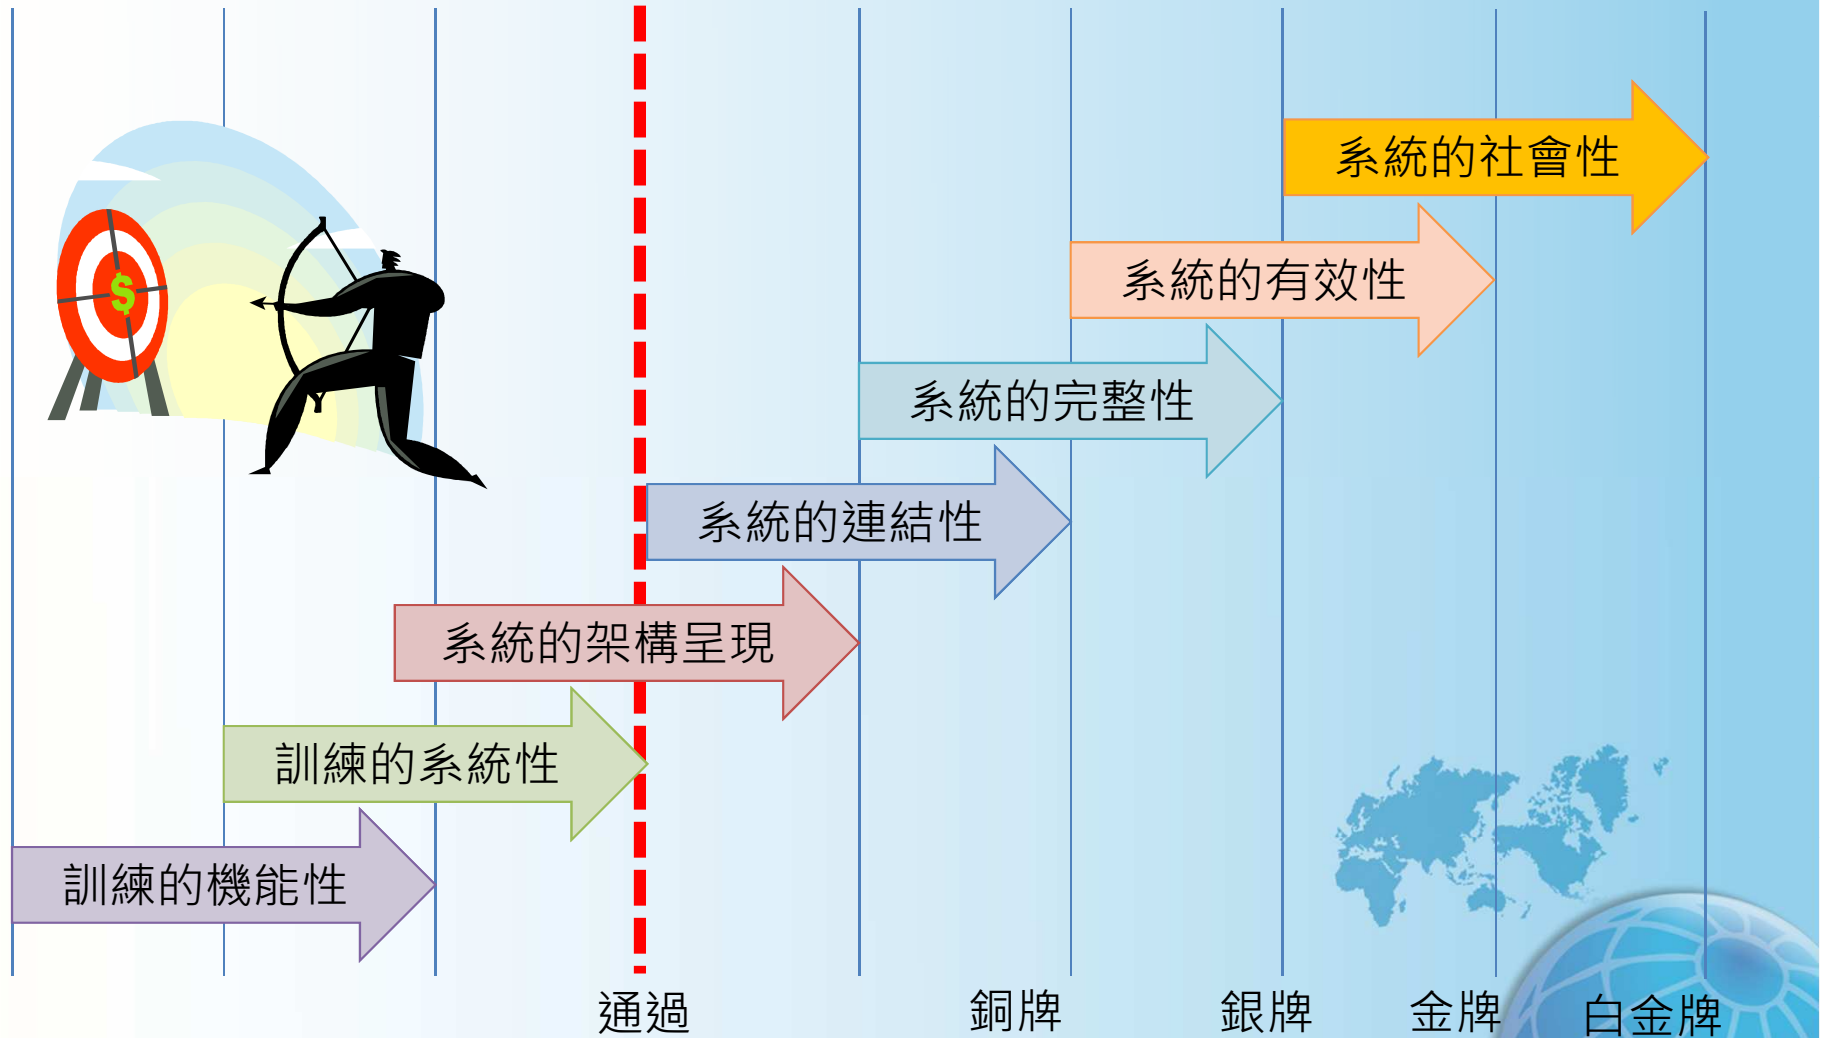 系統的社會性
系統的有效性
系統的完整性
系統的連結性
系統的架構呈現
訓練的系統性
訓練的機能性
$
通過
銅牌
銀牌
金牌
白金牌